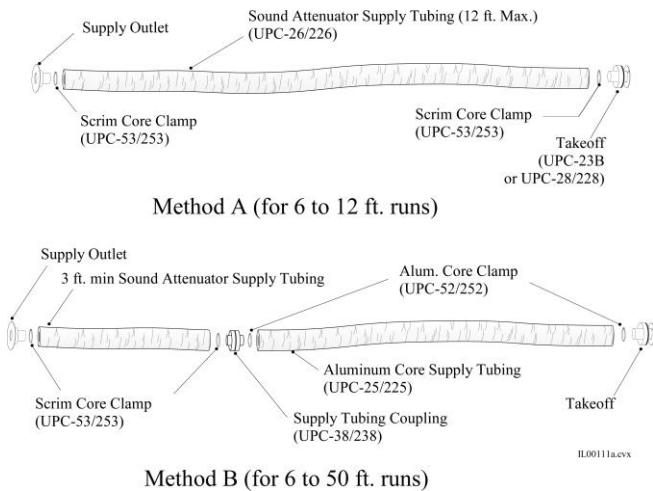 Sound Attenuator Supply Tubing (12 ft. Max.)
(UPC-26/226)
Supply Outlet
Scrim Core Clamp
(UPC-53/253)
Scrim Core Clamp
(UPC-53/253)
Takeoff
(UPC-23B
or UPC-28/228)
Method A (for 6 to 12 ft. runs)
Supply Outlet
3 ft. min Sound Attenuator Supply Tubing
Alum. Core Clamp
(UPC-52/252)
Scrim Core Clamp
(UPC-53/253)
Aluminum Core Supply Tubing
(UPC-25/225)
Supply Tubing Coupling
(UPC-38/238)
Takeoff
IL00111a.cvx
Method B (for 6 to 50 ft. runs)